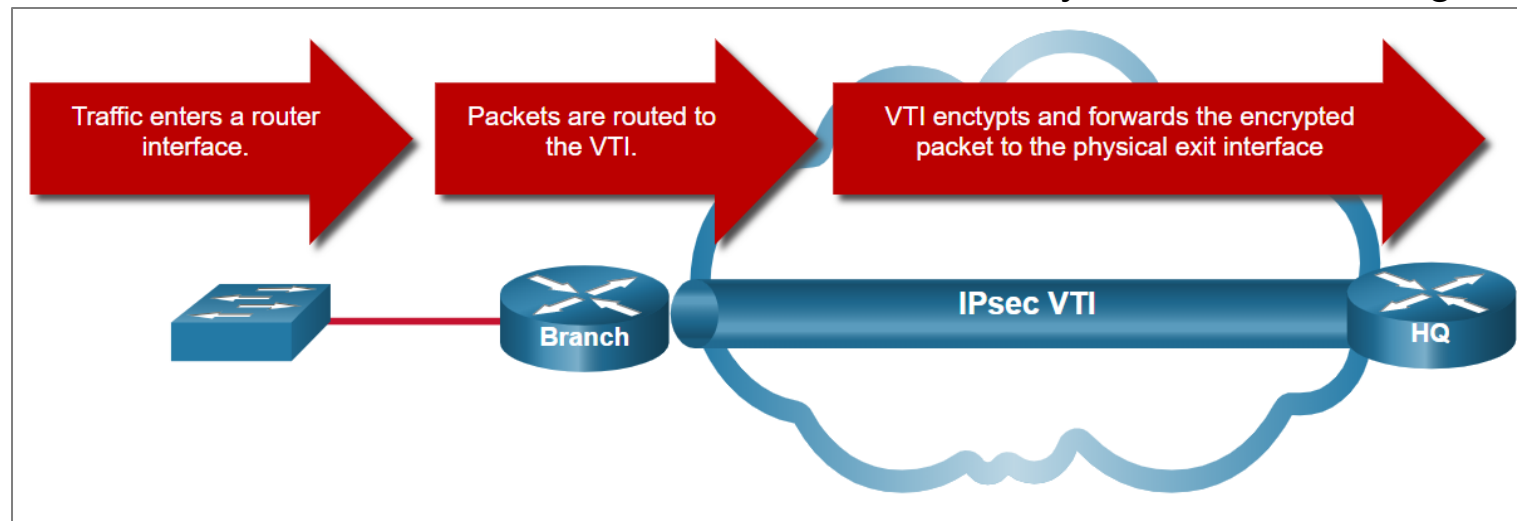 Traffic enters a router
interface.
Packets are routed to
the VTI.
VTI enctypts and forwards the encrypted
packet to the physical exit interface
IPsec VTI
Branch
HQ